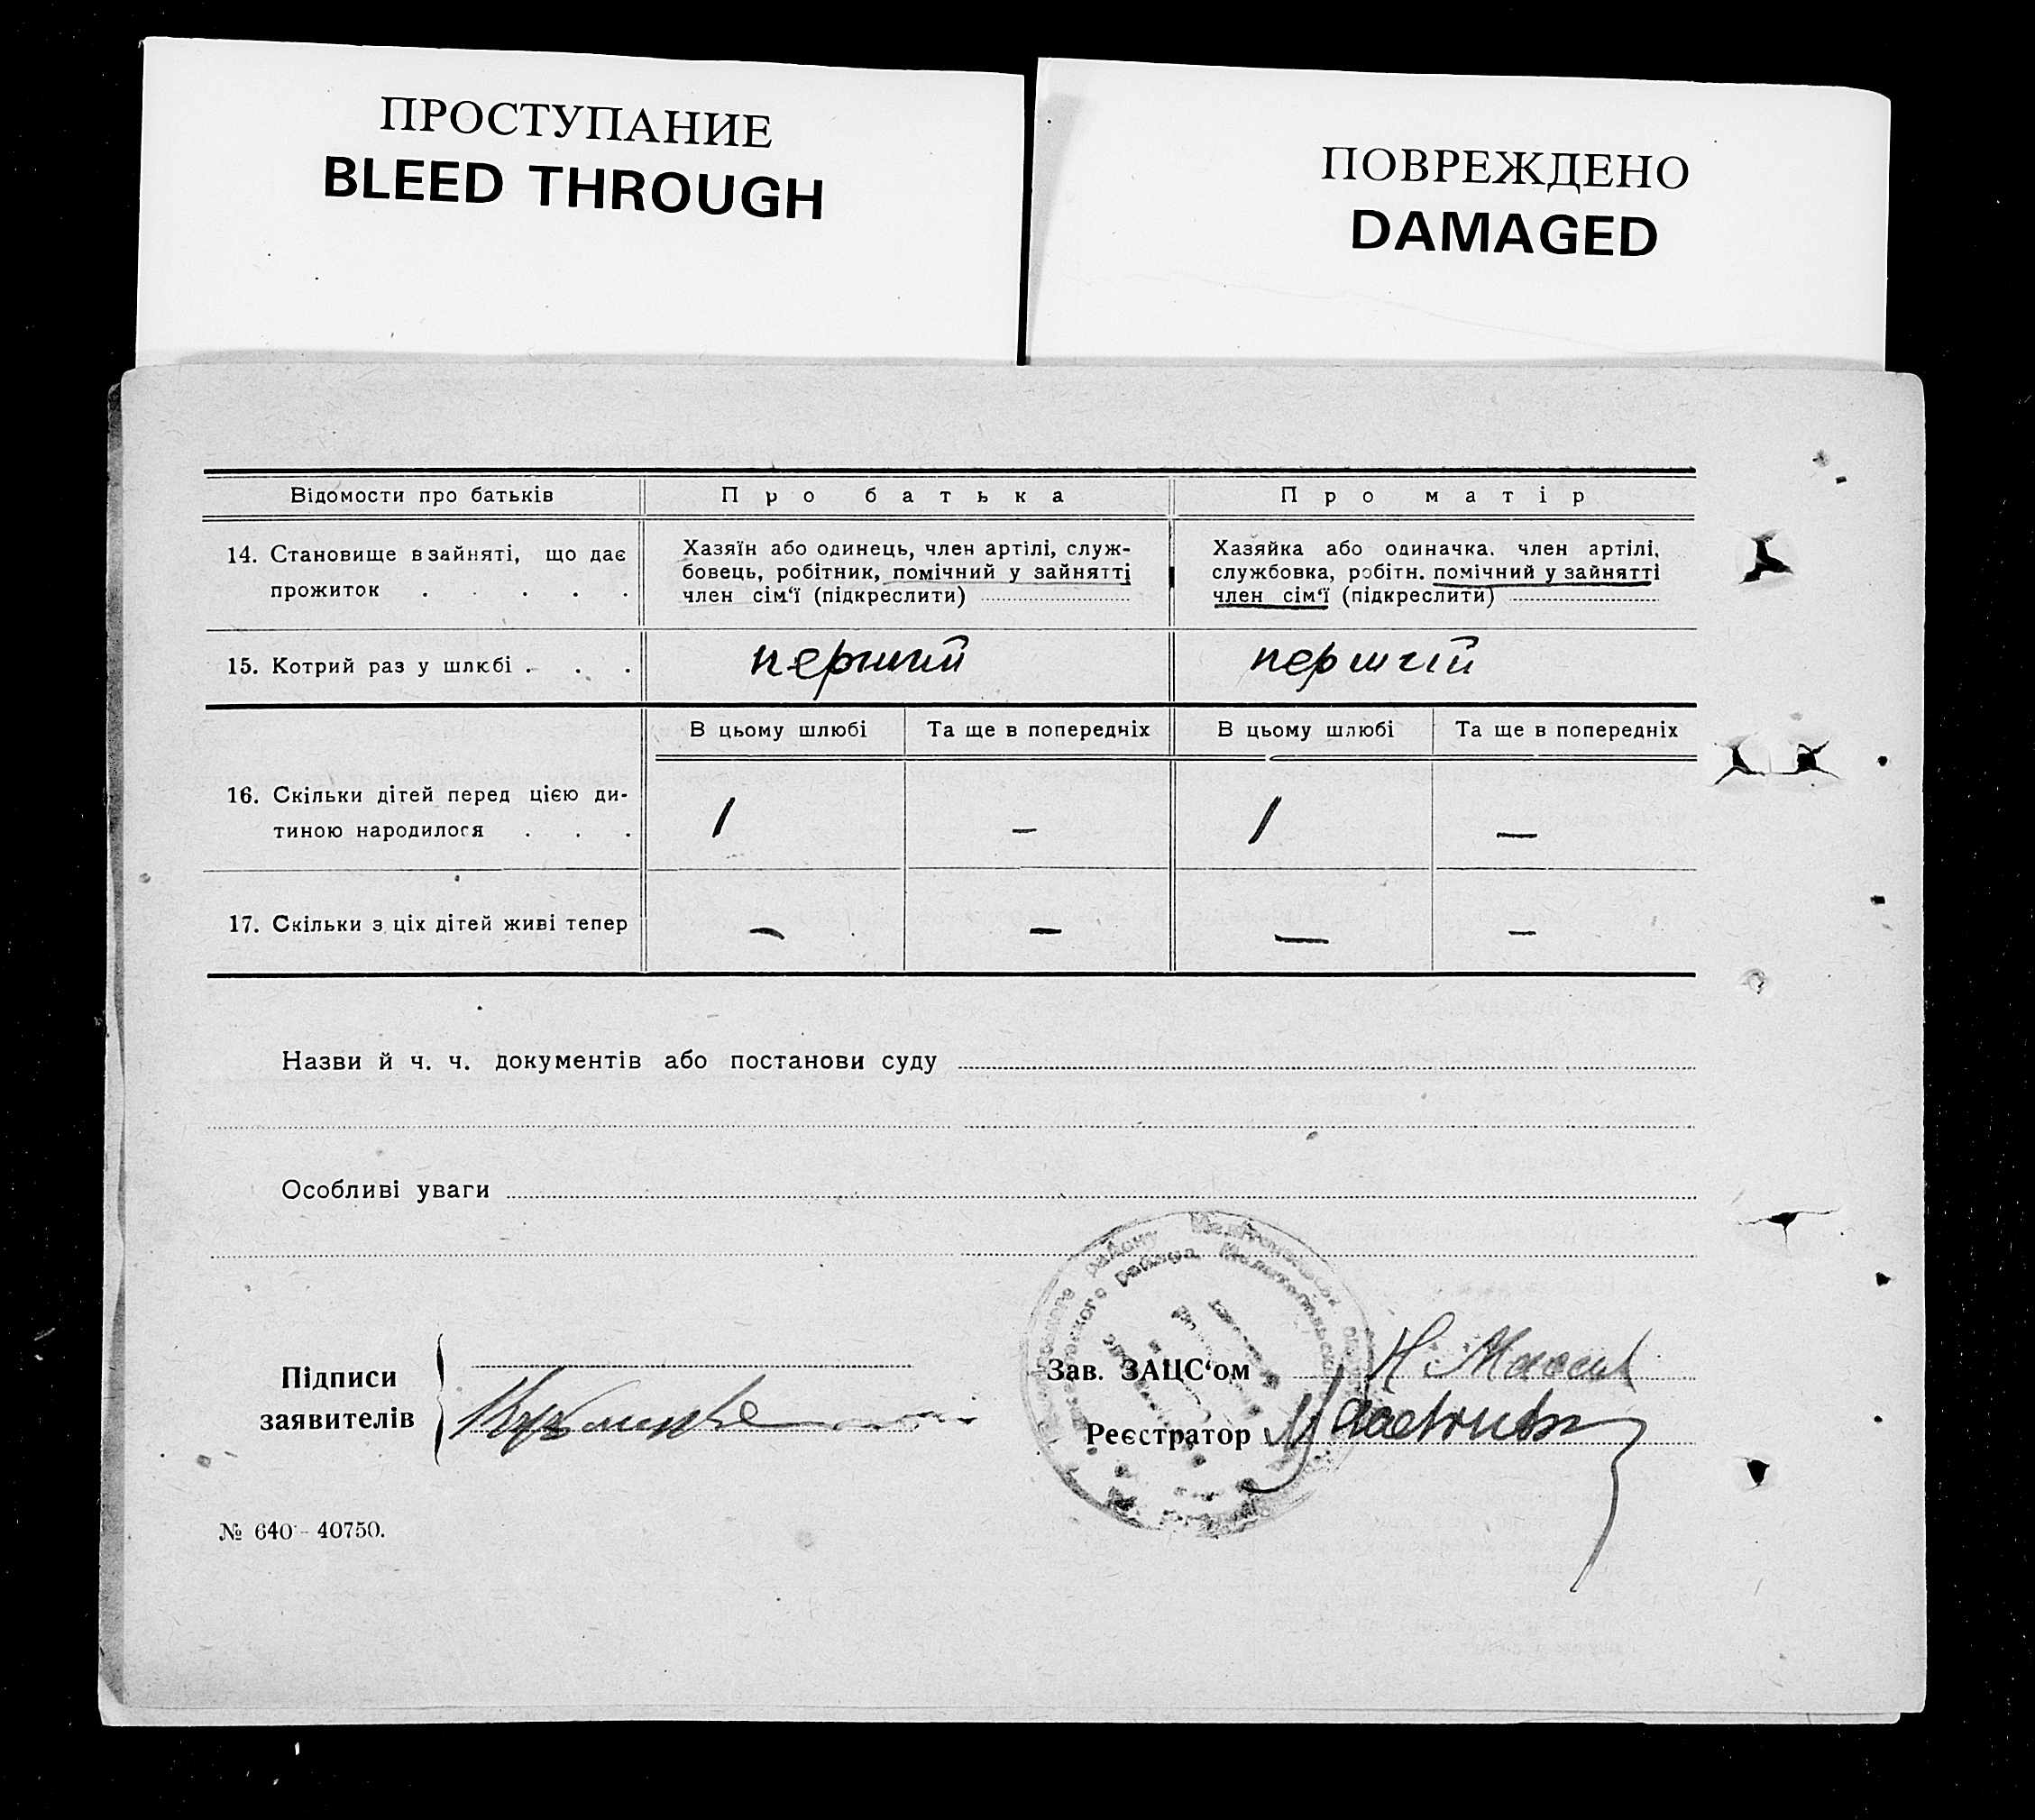 ПРОСТУПАНИЕ
BLEED THROUGH
ПОВРЕЖДЕНО
DAMAGED
Відомости про батьків
Про батька
Про матір
14. Становище в зайняті, що дає
прожиток . . . . .
Хазяїн або одинець, член артілі, служ-
бовець, робітник, помічний у зайнятті
член сім‘ї (підкреслити)
Хазяйка або одиначка, член артілі,
службовка, робітн. помічний у зайнятті
член сім‘ї (підкреслити)
15. Котрий раз у шлюбі . . .
перший
перший
В цьому шлюбі
Та ще в попередніх
В цьому шлюбі
Та ще в попередніх
16. Скільки дітей перед цією ди-
тиною народилося . . .
1
–
1
—
17. Скільки з ціх дітей живі тепер
—
—
—
—
Назви й ч. ч. документів або постанови суду
Особливі уваги
району
района
Підписи
заявителів
Зав. ЗАЦС‘ом
Реєстратор
№ 640 – 40750.